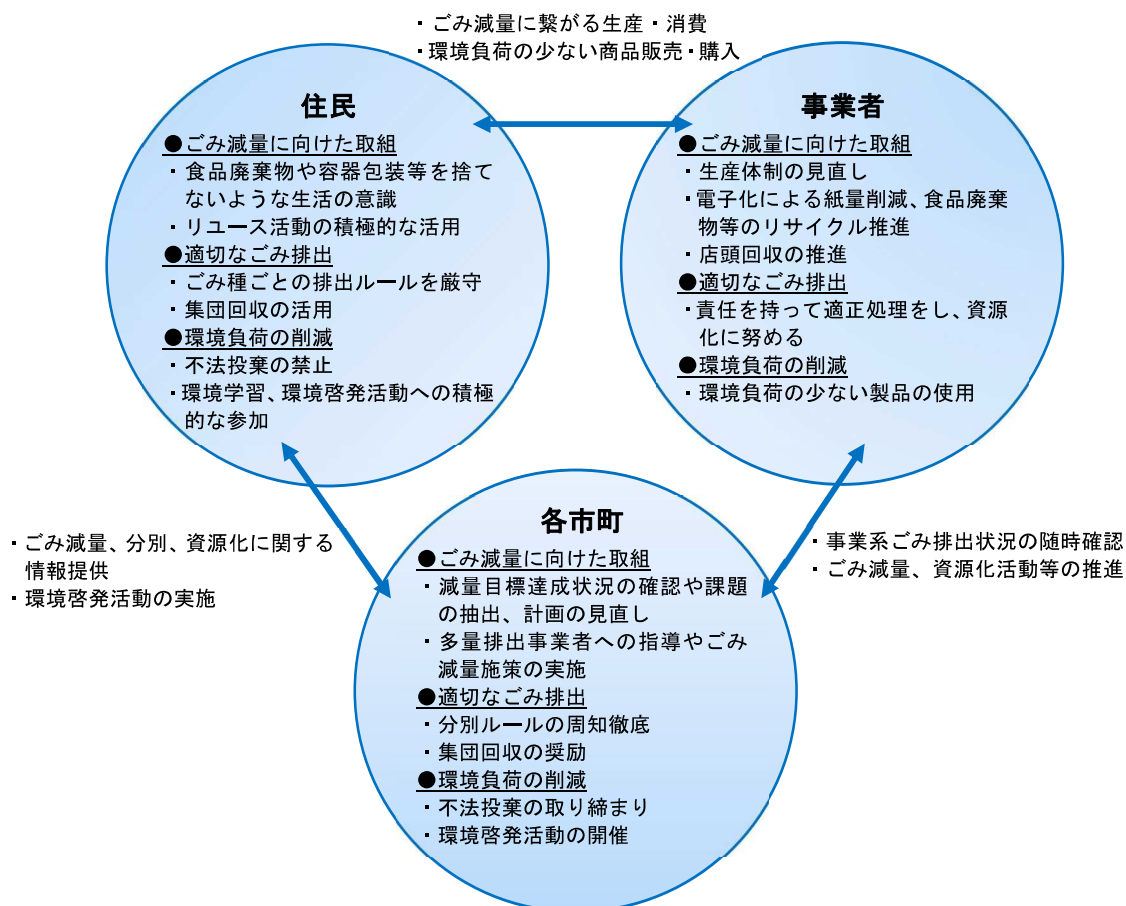 ・ごみ減量に繋がる生産・消費
・環境負荷の少ない商品販売・購入
住民
●ごみ減量に向けた取組
・食品廃棄物や容器包装等を捨て
ないような生活の意識
・リユース活動の積極的な活用
●適切なごみ排出
・ごみ種ごとの排出ルールを厳守
・集団回収の活用
●環境負荷の削減
・不法投棄の禁止
・環境学習、環境啓発活動への積極
的な参加
事業者
●ごみ減量に向けた取組
・生産体制の見直し
・電子化による紙量削減、食品廃棄
物等のリサイクル推進
・店頭回収の推進
●適切なごみ排出
・責任を持って適正処理をし、資源
化に努める
●環境負荷の削減
・環境負荷の少ない製品の使用
・ごみ減量、分別、資源化に関する
情報提供
・環境啓発活動の実施
各市町
●ごみ減量に向けた取組
・減量目標達成状況の確認や課題
の抽出、計画の見直し
・多量排出事業者への指導やごみ
減量施策の実施
●適切なごみ排出
・分別ルールの周知徹底
・集団回収の奨励
●環境負荷の削減
・不法投棄の取り締まり
・環境啓発活動の開催
・事業系ごみ排出状況の随時確認
・ごみ減量、資源化活動等の推進